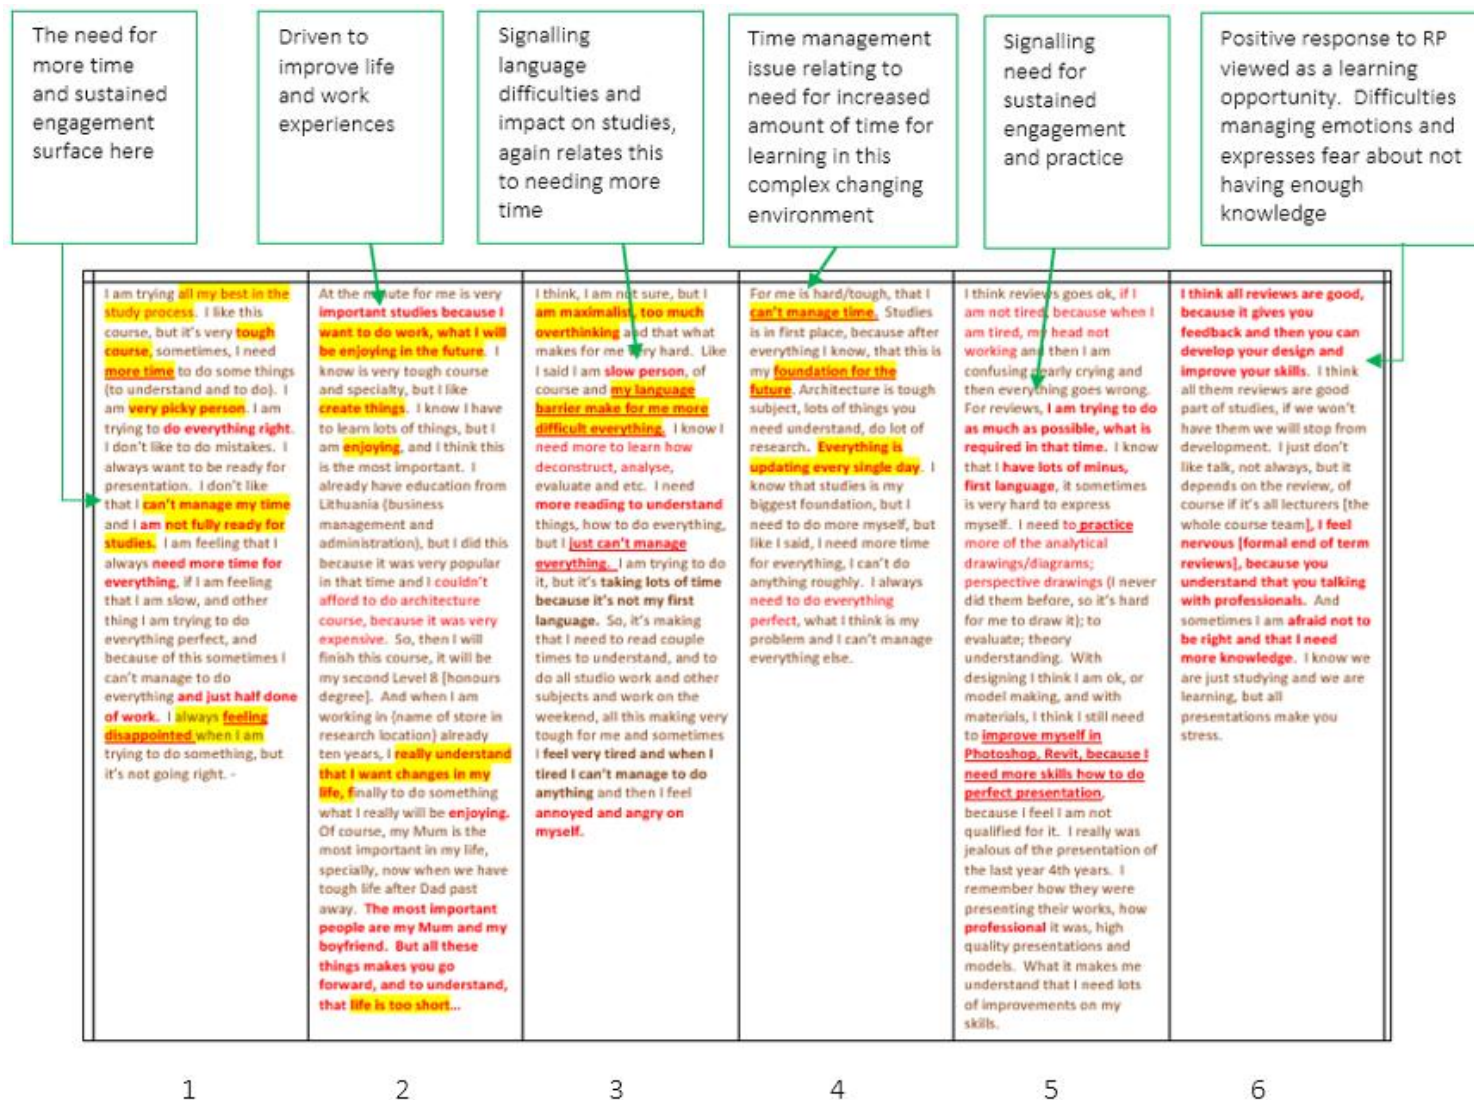 The need for
more time
and sustained
engagement
surface here
Driven to
improve life
and work
experiences
Signalling
language
difficulties and
impact on studies,
again relates this
to needing more
time
Time management
issue relating to
need for increased
amount of time for
learning in this
complex changing
environment
Signalling
need for
sustained
engagement
and practice
Positive response to RP
viewed as a learning
opportunity. Difficulties
managing emotions and
expresses fear about not
having enough
knowledge
I am trying all my best in the
study process. I like this
course, but it's very tough
course, sometimes, I need
more time to do some things
(to understand and to do). I
am very picky person. I am
trying to do everything right.
I don't like to do mistakes. I
always want to be ready for
presentation. I don't like
that I can't manage my time
and I am not fully ready for
studies. I am feeling that I
always need more time for
everything, if I am feeling
that I am slow, and other
thing I am trying to do
everything perfect, and
because of this sometimes I
can't manage to do
everything and just half done
of work. I always feeling
disappointed when I am
trying to do something, but
it's not going right. -
At the minute for me is very
important studies because I
want to do work, what I will
be enjoying in the future. I
know is very tough course
and specialty, but I like
create things. I know I have
to learn lots of things, but I
am enjoying, and I think this
is the most important. I
already have education from
Lithuania (business
management and
administration), but I did this
because it was very popular
in that time and I couldn't
afford to do architecture
course, because it was very
expensive. So, then I will
finish this course, it will be
my second Level 8 [honours
degree]. And when I am
working in (name of store in
research location) already
ten years, I really understand
that I want changes in my
life, finally to do something
what I really will be enjoying.
Of course, my Mum is the
most important in my life,
specially, now when we have
tough life after Dad past
away. The most important
people are my Mum and my
boyfriend. But all these
things makes you go
forward, and to understand,
that life is too short...
I think, I am not sure, but I
am maximalist, too much
overthinking and that what
makes for me very hard. Like
I said I am slow person, of
course and my language
barrier make for me more
difficult everything. I know I
need more to learn how
deconstruct, analyse,
evaluate and etc. I need
more reading to understand
things, how to do everything,
but I just can't manage
everything. I am trying to do
it, but it's taking lots of time
because it's not my first
language. So, it's making
that I need to read couple
times to understand, and to
do all studio work and other
subjects and work on the
weekend, all this making very
tough for me and sometimes
I feel very tired and when I
tired I can't manage to do
anything and then I feel
annoyed and angry on
myself.
For me is hard/tough, that I
can't manage time. Studies
is in first place, because after
everything I know, that this is
my foundation for the
future. Architecture is tough
subject, lots of things you
need understand, do lot of
research. Everything is
updating every single day. I
know that studies is my
biggest foundation, but I
need to do more myself, but
like I said, I need more time
for everything, I can't do
anything roughly. I always
need to do everything
perfect, what I think is my
problem and I can't manage
everything else.
I think reviews goes ok, if I
am not tired, because when I
am tired, my head not
working and then I am
confusing nearly crying and
then everything goes wrong.
For reviews, I am trying to do
as much as possible, what is
required in that time. I know
that I have lots of minus,
first language, it sometimes
is very hard to express
myself. I need to practice
more of the analytical
drawings/diagrams;
perspective drawings (I never
did them before, so it's hard
for me to draw it); to
evaluate; theory
understanding. With
designing I think I am ok, or
model making, and with
materials, I think I still need
to improve myself in
Photoshop, Revit, because I
need more skills how to do
perfect presentation,
because I feel I am not
qualified for it. I really was
jealous of the presentation of
the last year 4th years. I
remember how they were
presenting their works, how
professional it was, high
quality presentations and
models. What it makes me
understand that I need lots
of improvements on my
skills.
I think all reviews are good,
because it gives you
feedback and then you can
develop your design and
improve your skills. I think
all them reviews are good
part of studies, if we won't
have them we will stop from
development. I just don't
like talk, not always, but it
depends on the review, of
course if it's all lecturers [the
whole course team], I feel
nervous [formal end of term
reviews], because you
understand that you talking
with professionals. And
sometimes I am afraid not to
be right and that I need
more knowledge. I know we
are just studying and we are
learning, but all
presentations make you
stress.
1
2
3
4
5
6